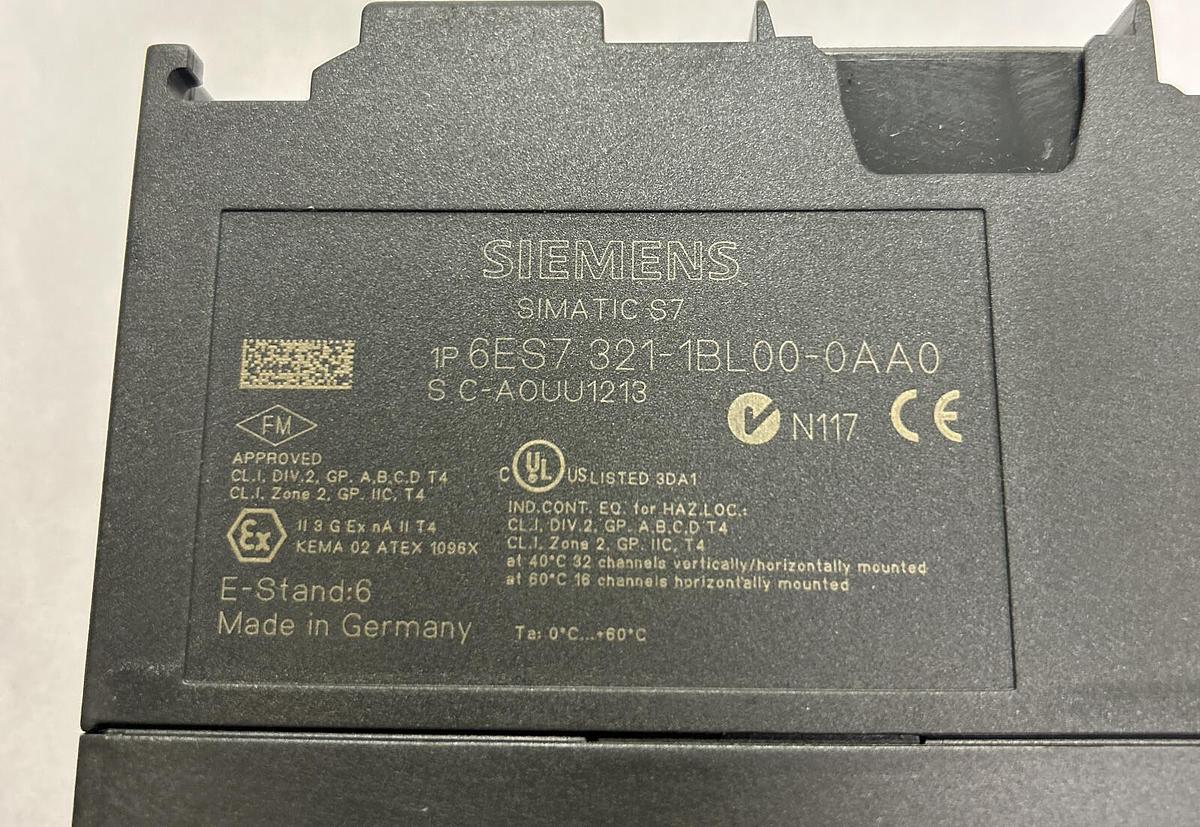 SIEMENS
SIMATIC S7
1P 6ES7 321-1BL00-0AA0
S C-A0UU1213
N117 CE
FM
APPROVED
CL.I, DIV.2, GP. A,B,C,D T4
CL.I, Zone 2, GP. IIC, T4
Ex II 3 G Ex nA II T4
KEMA 02 ATEX 1096X
C UL US LISTED 3DA1
IND.CONT. EQ. for HAZ.LOC.:
CL.I, DIV.2, GP. A,B,C,D T4
CL.I, Zone 2, GP. IIC, T4
at 40°C 32 channels vertically/horizontally mounted
at 60°C 16 channels horizontally mounted
E-Stand:6
Made in Germany
Ta: 0°C...+60°C